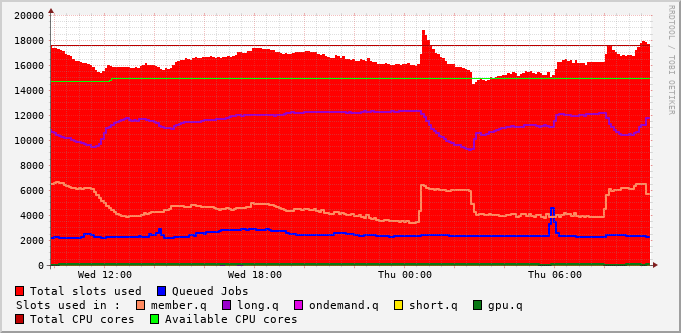 20000
18000
16000
14000
12000
10000
8000
6000
4000
2000
0
Wed 12:00 Wed 18:00 Thu 00:00 Thu 06:00
RRDTOOL / TOBI OETIKER
Total slots used Queued Jobs
Slots used in : member.q long.q ondemand.q short.q gpu.q
Total CPU cores Available CPU cores